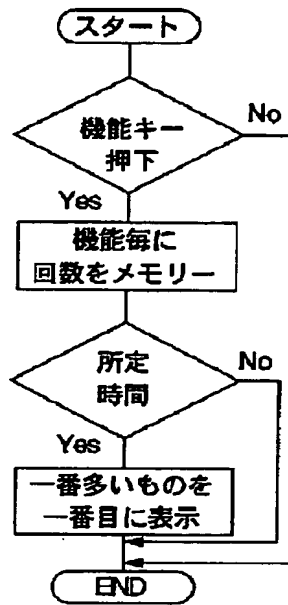 スタート
機能キー
押下
No
Yes
機能毎に
回数をメモリー
所定
時間
No
Yes
一番多いものを
一番目に表示
END